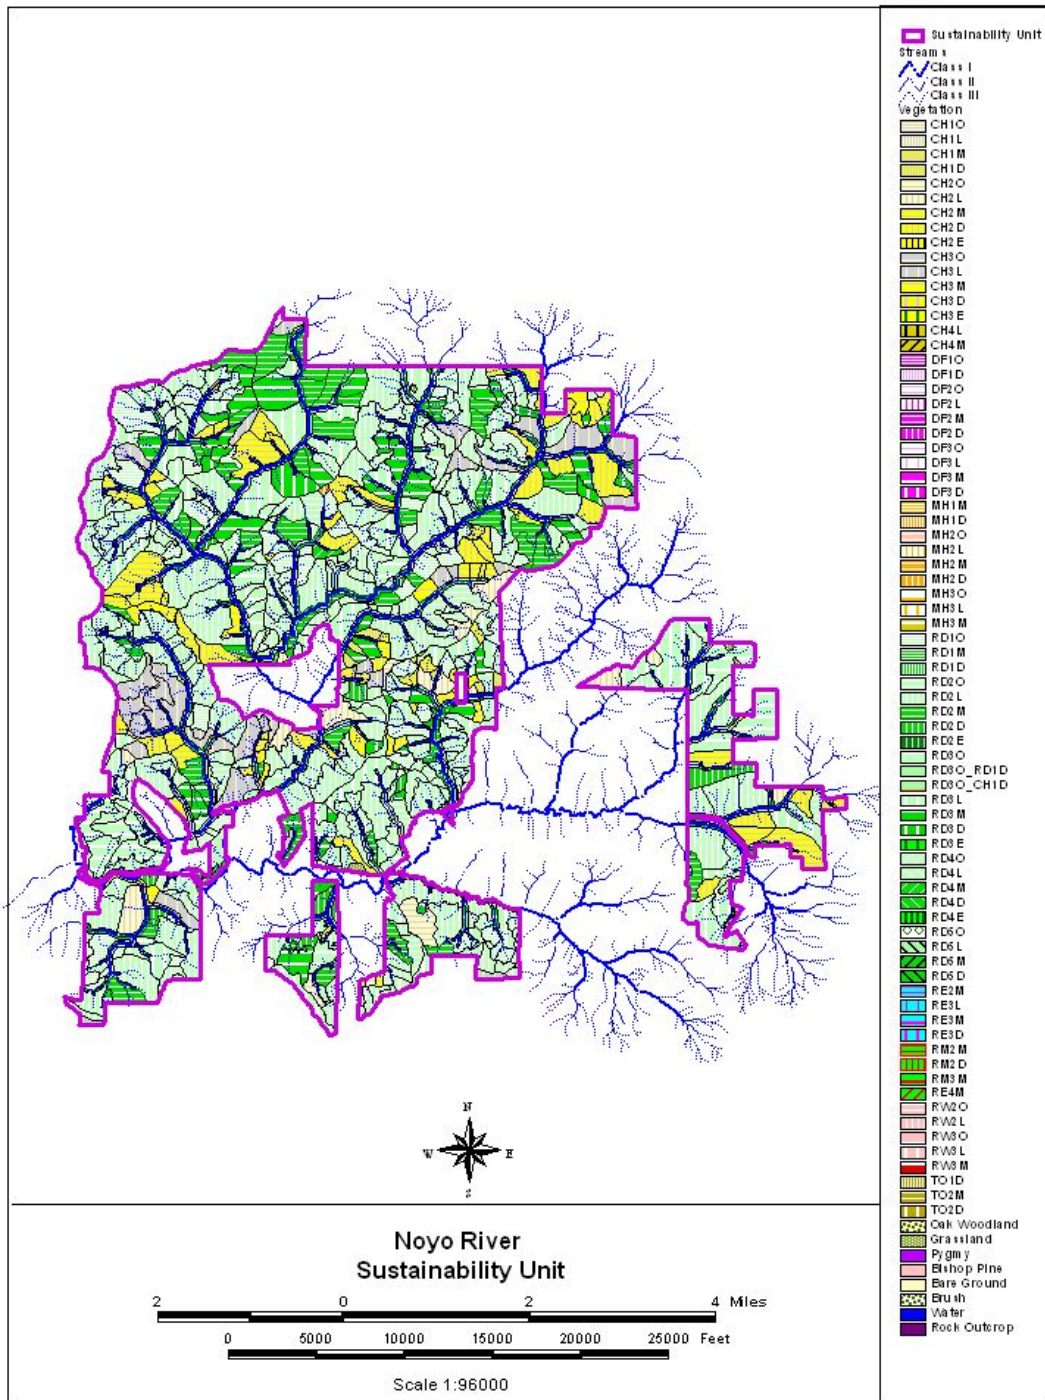 Sustainability Unit
Streams
Class I
Class II
Class III
Vegetation
CH1O
CH1L
CH1M
CH1D
CH2O
CH2L
CH2M
CH2D
CH2E
CH3O
CH3L
CH3M
CH3D
CH3E
CH4L
CH4M
DF1O
DF1D
DF2O
DF2L
DF2M
DF2D
DF3O
DF3L
DF3M
DF3D
MH1M
MH1D
MH2O
MH2L
MH2M
MH2D
MH3O
MH3L
MH3M
RD1O
RD1M
RD1D
RD2O
RD2L
RD2M
RD2D
RD2E
RD3O
RD3O_RD1D
RD3O_CH1D
RD3L
RD3M
RD3D
RD3E
RD4O
RD4L
RD4M
RD4D
RD4E
RD5O
RD5L
RD5M
RD5D
RE2M
RE3L
RE3M
RE3D
RM2M
RM2D
RM3M
RE4M
RW2O
RW2L
RW3O
RW3L
RW3M
TO1D
TO2M
TO2D
Oak Woodland
Grassland
Pygmy
Bishop Pine
Bare Ground
Brush
Water
Rock Outcrop
N
W E
S
Noyo River
Sustainability Unit
2 0 2 4 Miles
0 5000 10000 15000 20000 25000 Feet
Scale 1:96000